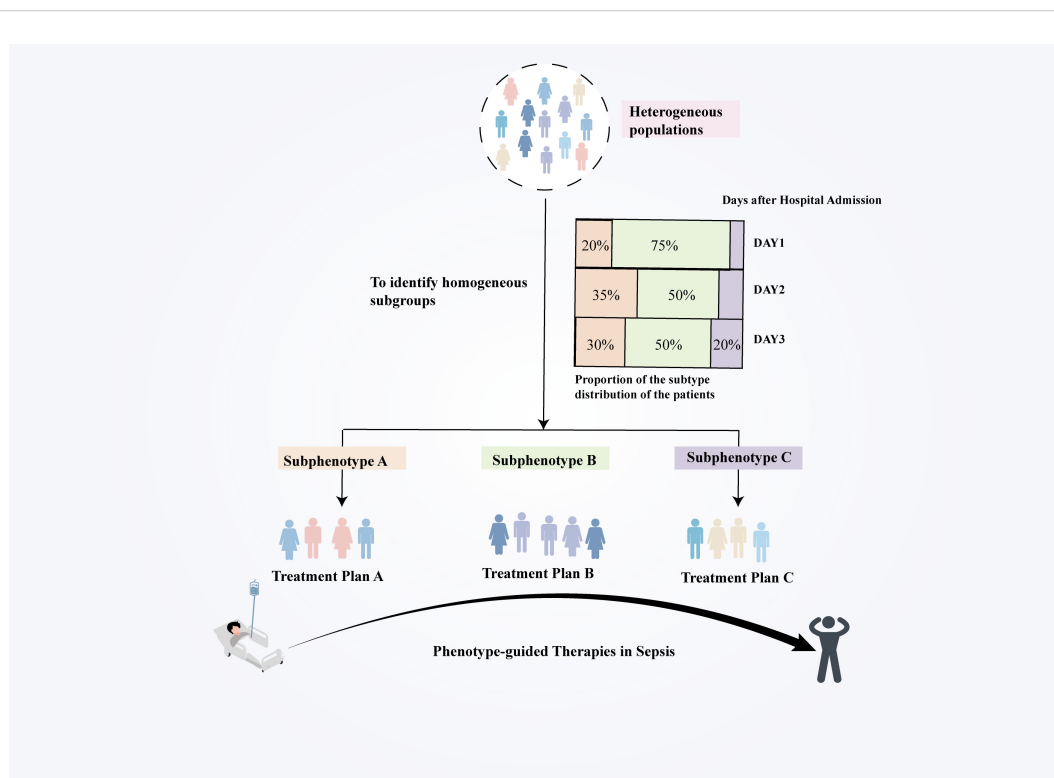 Heterogeneous
populations
Days after Hospital Admission
20% 75% DAY1
To identify homogeneous
subgroups
35% 50% DAY2
30% 50% 20% DAY3
Proportion of the subtype
distribution of the patients
Subphenotype A Subphenotype B Subphenotype C
Treatment Plan A Treatment Plan B Treatment Plan C
Phenotype-guided Therapies in Sepsis